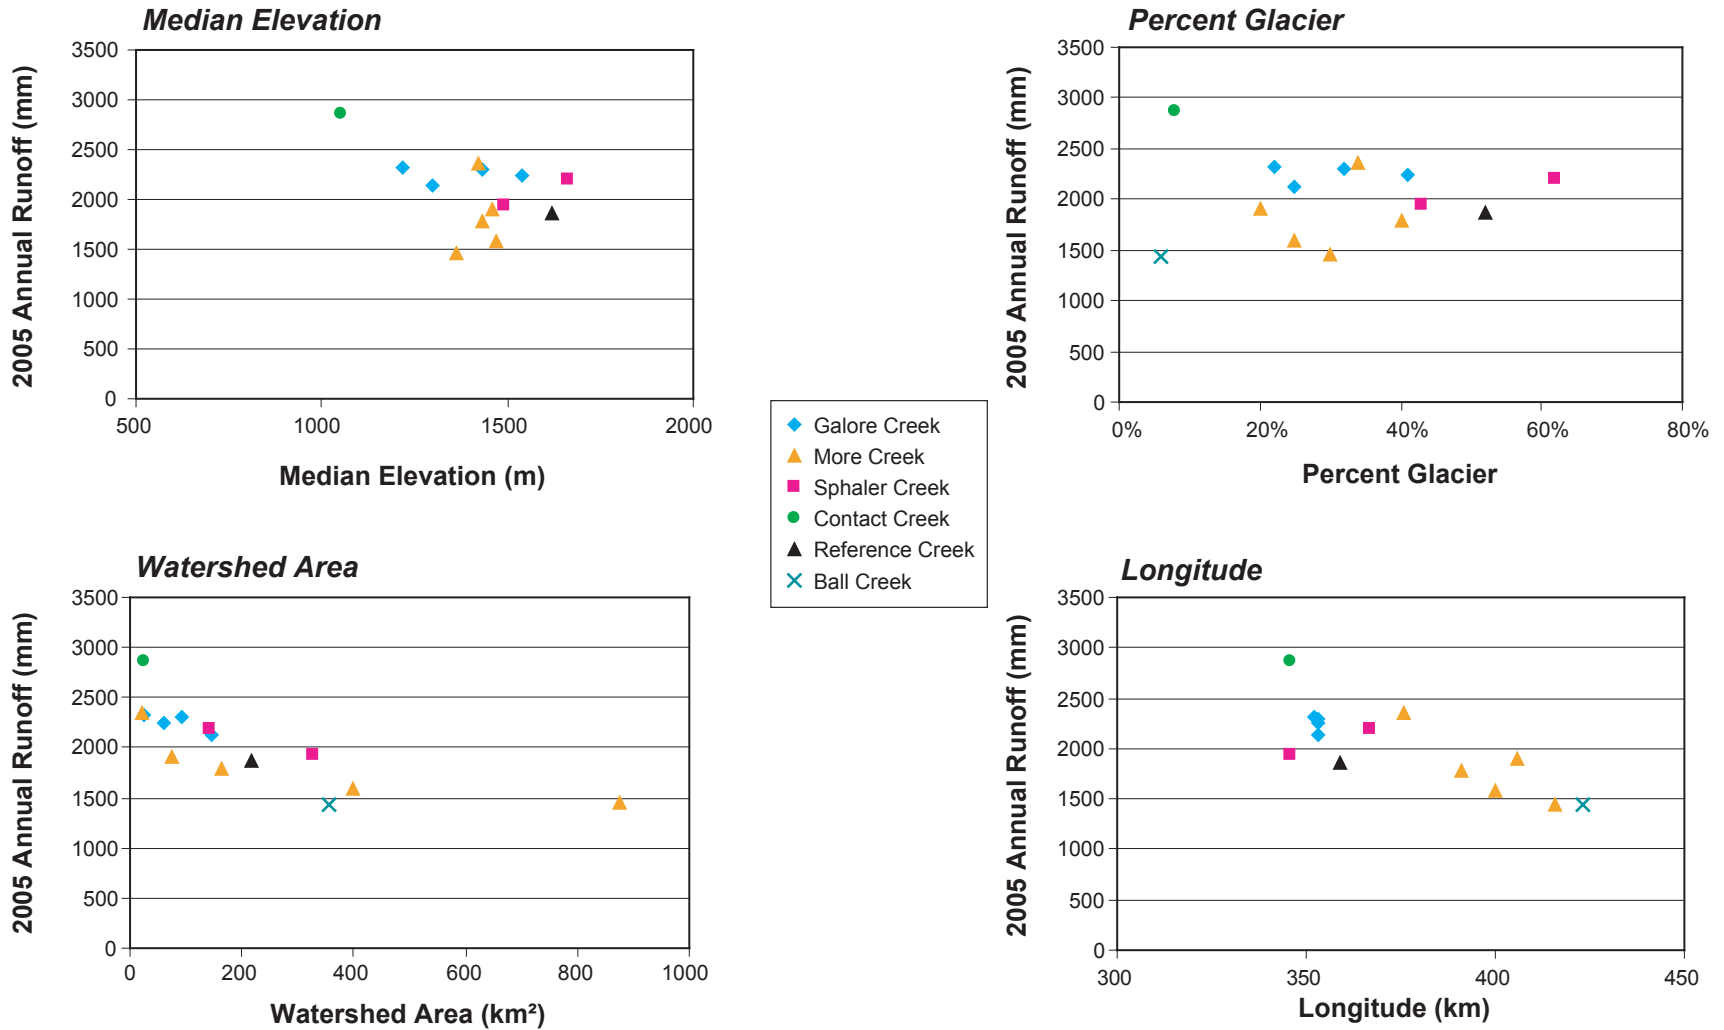 Median Elevation
3500
3000
2500
2000
1500
1000
500
0
500 1000 1500 2000
2005 Annual Runoff (mm)
Median Elevation (m)
Percent Glacier
3500
3000
2500
2000
1500
1000
500
0
0% 20% 40% 60% 80%
2005 Annual Runoff (mm)
Percent Glacier
Galore Creek
More Creek
Sphaler Creek
Contact Creek
Reference Creek
Ball Creek
Watershed Area
3500
3000
2500
2000
1500
1000
500
0
0 200 400 600 800 1000
2005 Annual Runoff (mm)
Watershed Area (km²)
Longitude
3500
3000
2500
2000
1500
1000
500
0
300 350 400 450
2005 Annual Runoff (mm)
Longitude (km)